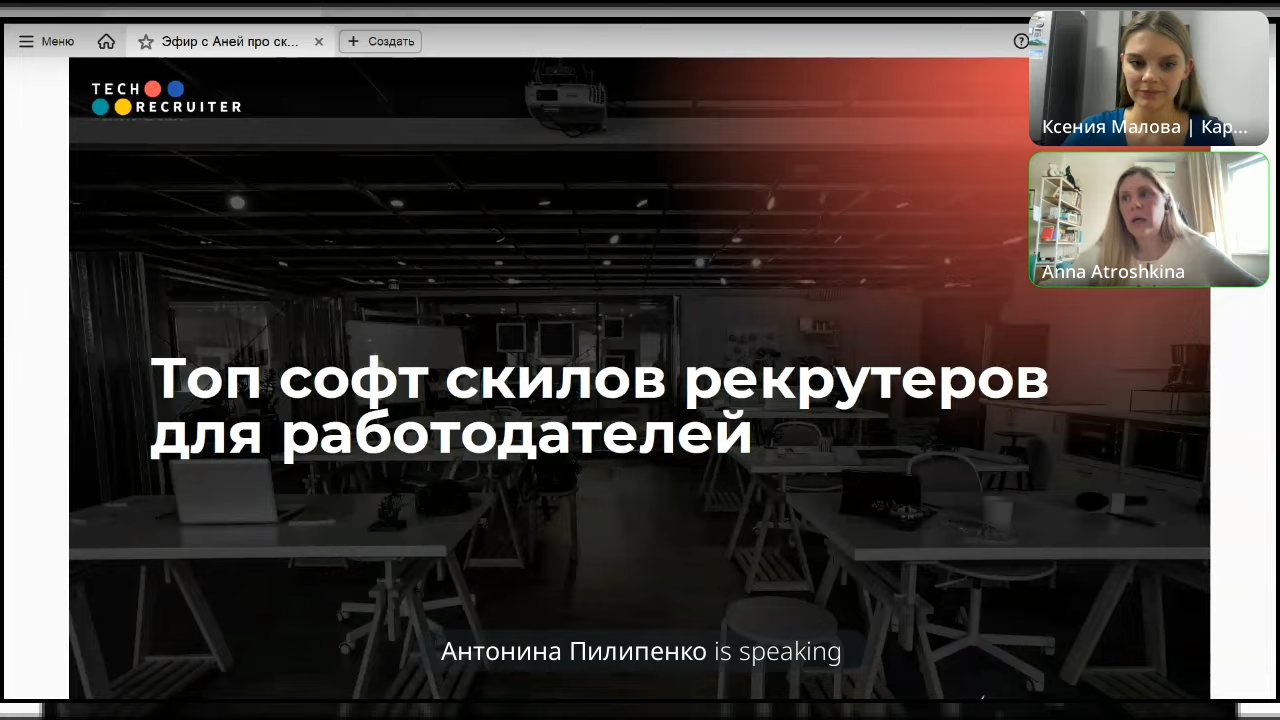 Меню
Эфир с Аней про ск...
Создать
TECH
RECRUITER
Ксения Малова | Кар...
Anna Atroshkina
Топ софт скилов рекрутеров
для работодателей
Антонина Пилипенко is speaking